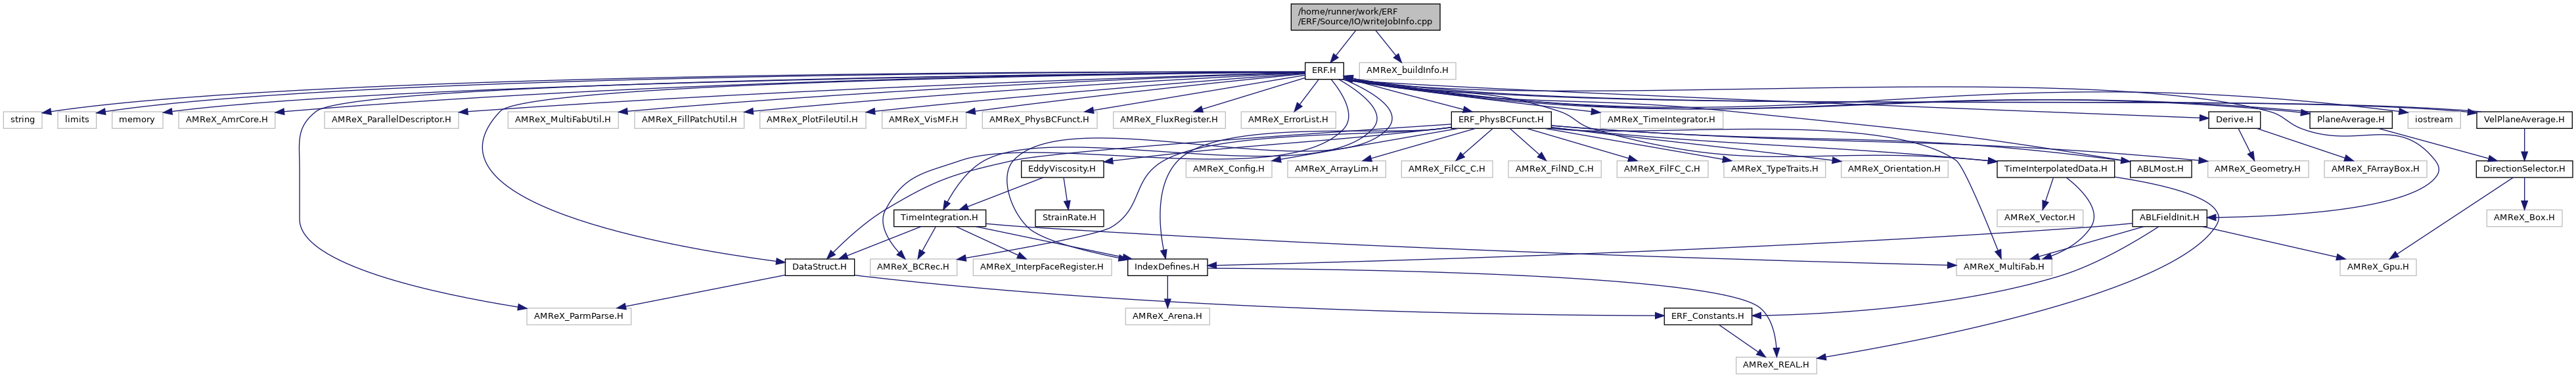 /home/runner/work/ERF
/ERF/Source/IO/writeJobInfo.cpp
ERF.H
AMReX_buildInfo.H
string
limits
memory
AMReX_AmrCore.H
AMReX_ParallelDescriptor.H
AMReX_MultiFabUtil.H
AMReX_FillPatchUtil.H
AMReX_PlotFileUtil.H
AMReX_VisMF.H
AMReX_PhysBCFunct.H
AMReX_FluxRegister.H
AMReX_ErrorList.H
ERF_PhysBCFunct.H
AMReX_TimeIntegrator.H
Derive.H
PlaneAverage.H
iostream
VelPlaneAverage.H
EddyViscosity.H
AMReX_Config.H
AMReX_ArrayLim.H
AMReX_FilCC_C.H
AMReX_FilND_C.H
AMReX_FilFC_C.H
AMReX_TypeTraits.H
AMReX_Orientation.H
TimeInterpolatedData.H
ABLMost.H
AMReX_Geometry.H
AMReX_FArrayBox.H
DirectionSelector.H
TimeIntegration.H
StrainRate.H
AMReX_Vector.H
ABLFieldInit.H
AMReX_Box.H
DataStruct.H
AMReX_BCRec.H
AMReX_InterpFaceRegister.H
IndexDefines.H
AMReX_MultiFab.H
AMReX_Gpu.H
AMReX_ParmParse.H
AMReX_Arena.H
ERF_Constants.H
AMReX_REAL.H